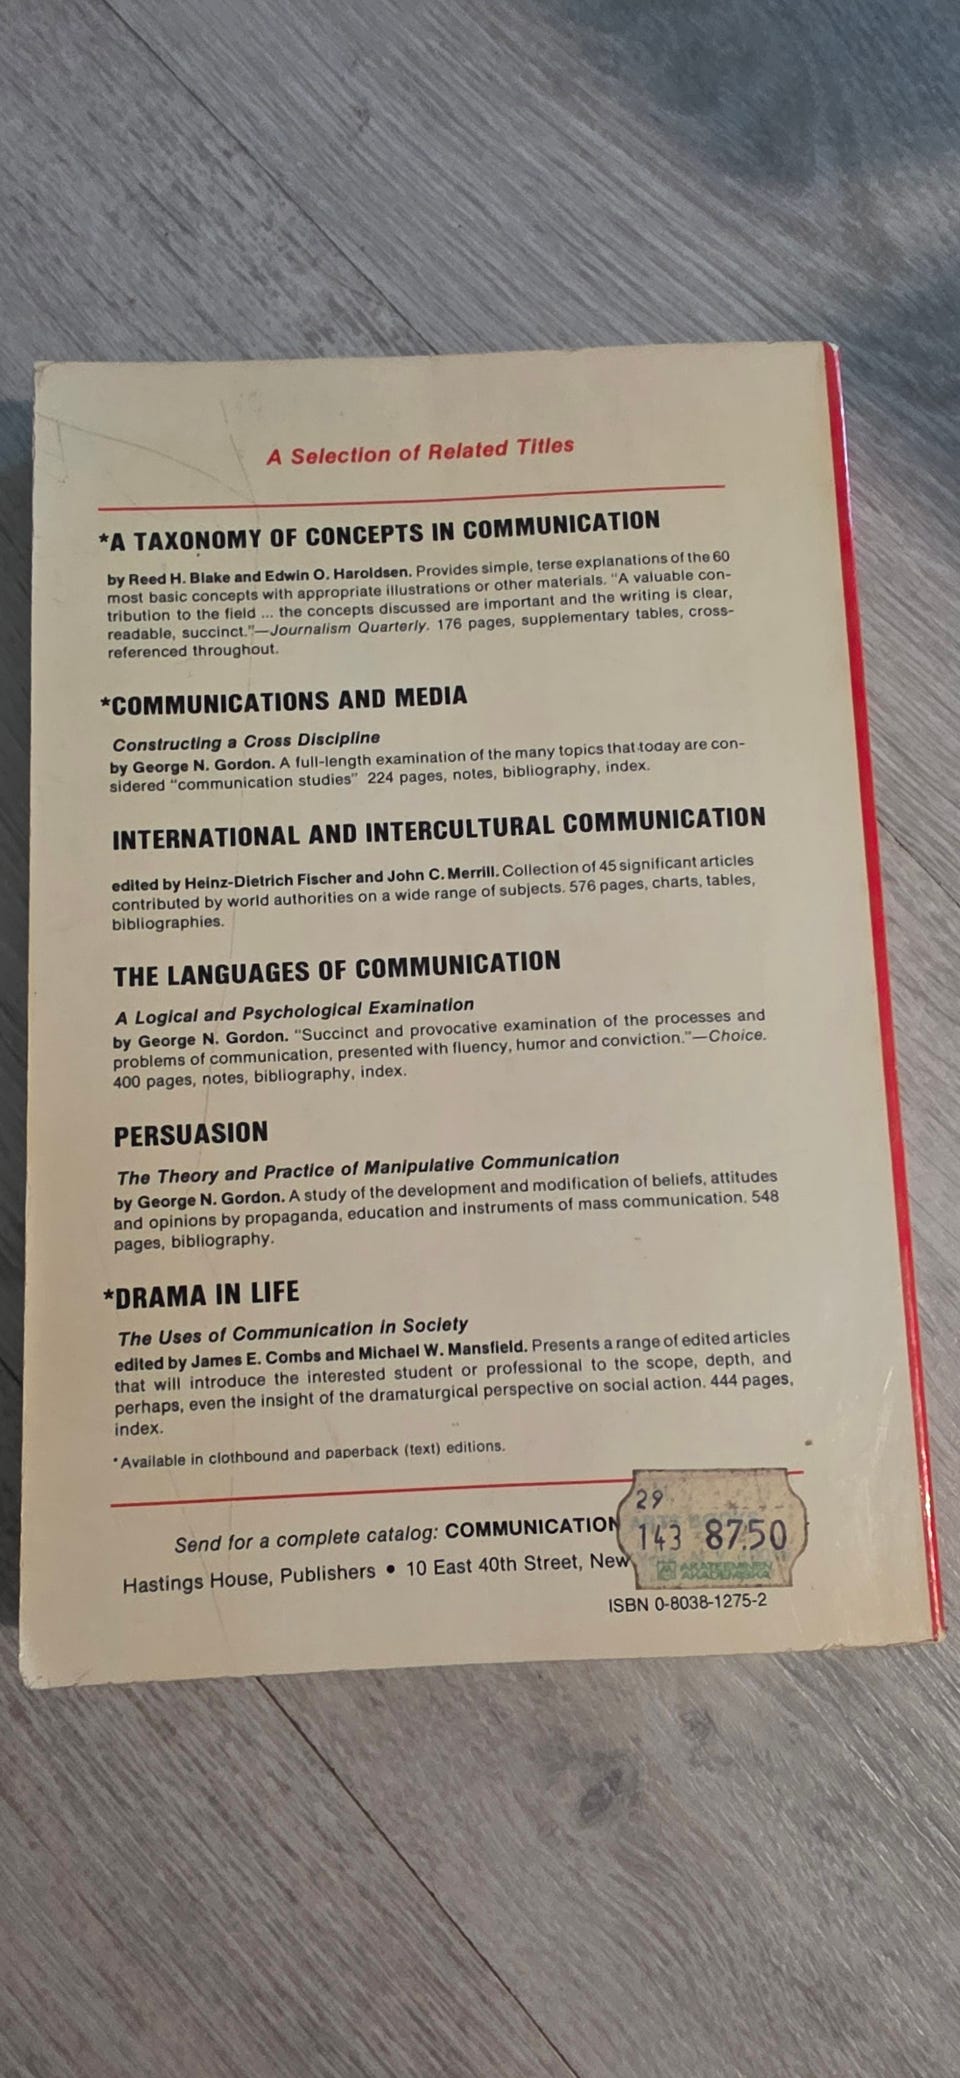 A Selection of Related Titles
*A TAXONOMY OF CONCEPTS IN COMMUNICATION
by Reed H. Blake and Edwin O. Haroldsen. Provides simple, terse explanations of the 60
most basic concepts with appropriate illustrations or other materials. "A valuable con-
tribution to the field ... the concepts discussed are important and the writing is clear,
readable, succinct."—Journalism Quarterly. 176 pages, supplementary tables, cross-
referenced throughout.
*COMMUNICATIONS AND MEDIA
Constructing a Cross Discipline
by George N. Gordon. A full-length examination of the many topics that today are con-
sidered "communication studies" 224 pages, notes, bibliography, index.
INTERNATIONAL AND INTERCULTURAL COMMUNICATION
edited by Heinz-Dietrich Fischer and John C. Merrill. Collection of 45 significant articles
contributed by world authorities on a wide range of subjects. 576 pages, charts, tables,
bibliographies.
THE LANGUAGES OF COMMUNICATION
A Logical and Psychological Examination
by George N. Gordon. "Succinct and provocative examination of the processes and
problems of communication, presented with fluency, humor and conviction."—Choice.
400 pages, notes, bibliography, index.
PERSUASION
The Theory and Practice of Manipulative Communication
by George N. Gordon. A study of the development and modification of beliefs, attitudes
and opinions by propaganda, education and instruments of mass communication. 548
pages, bibliography.
*DRAMA IN LIFE
The Uses of Communication in Society
edited by James E. Combs and Michael W. Mansfield. Presents a range of edited articles
that will introduce the interested student or professional to the scope, depth, and
perhaps, even the insight of the dramaturgical perspective on social action. 444 pages,
index.
*Available in clothbound and paperback (text) editions.
Send for a complete catalog: COMMUNICATION
Hastings House, Publishers • 10 East 40th Street, New
29
143 87.50
AKATEEMINEN
AKADEMISKA
ISBN 0-8038-1275-2